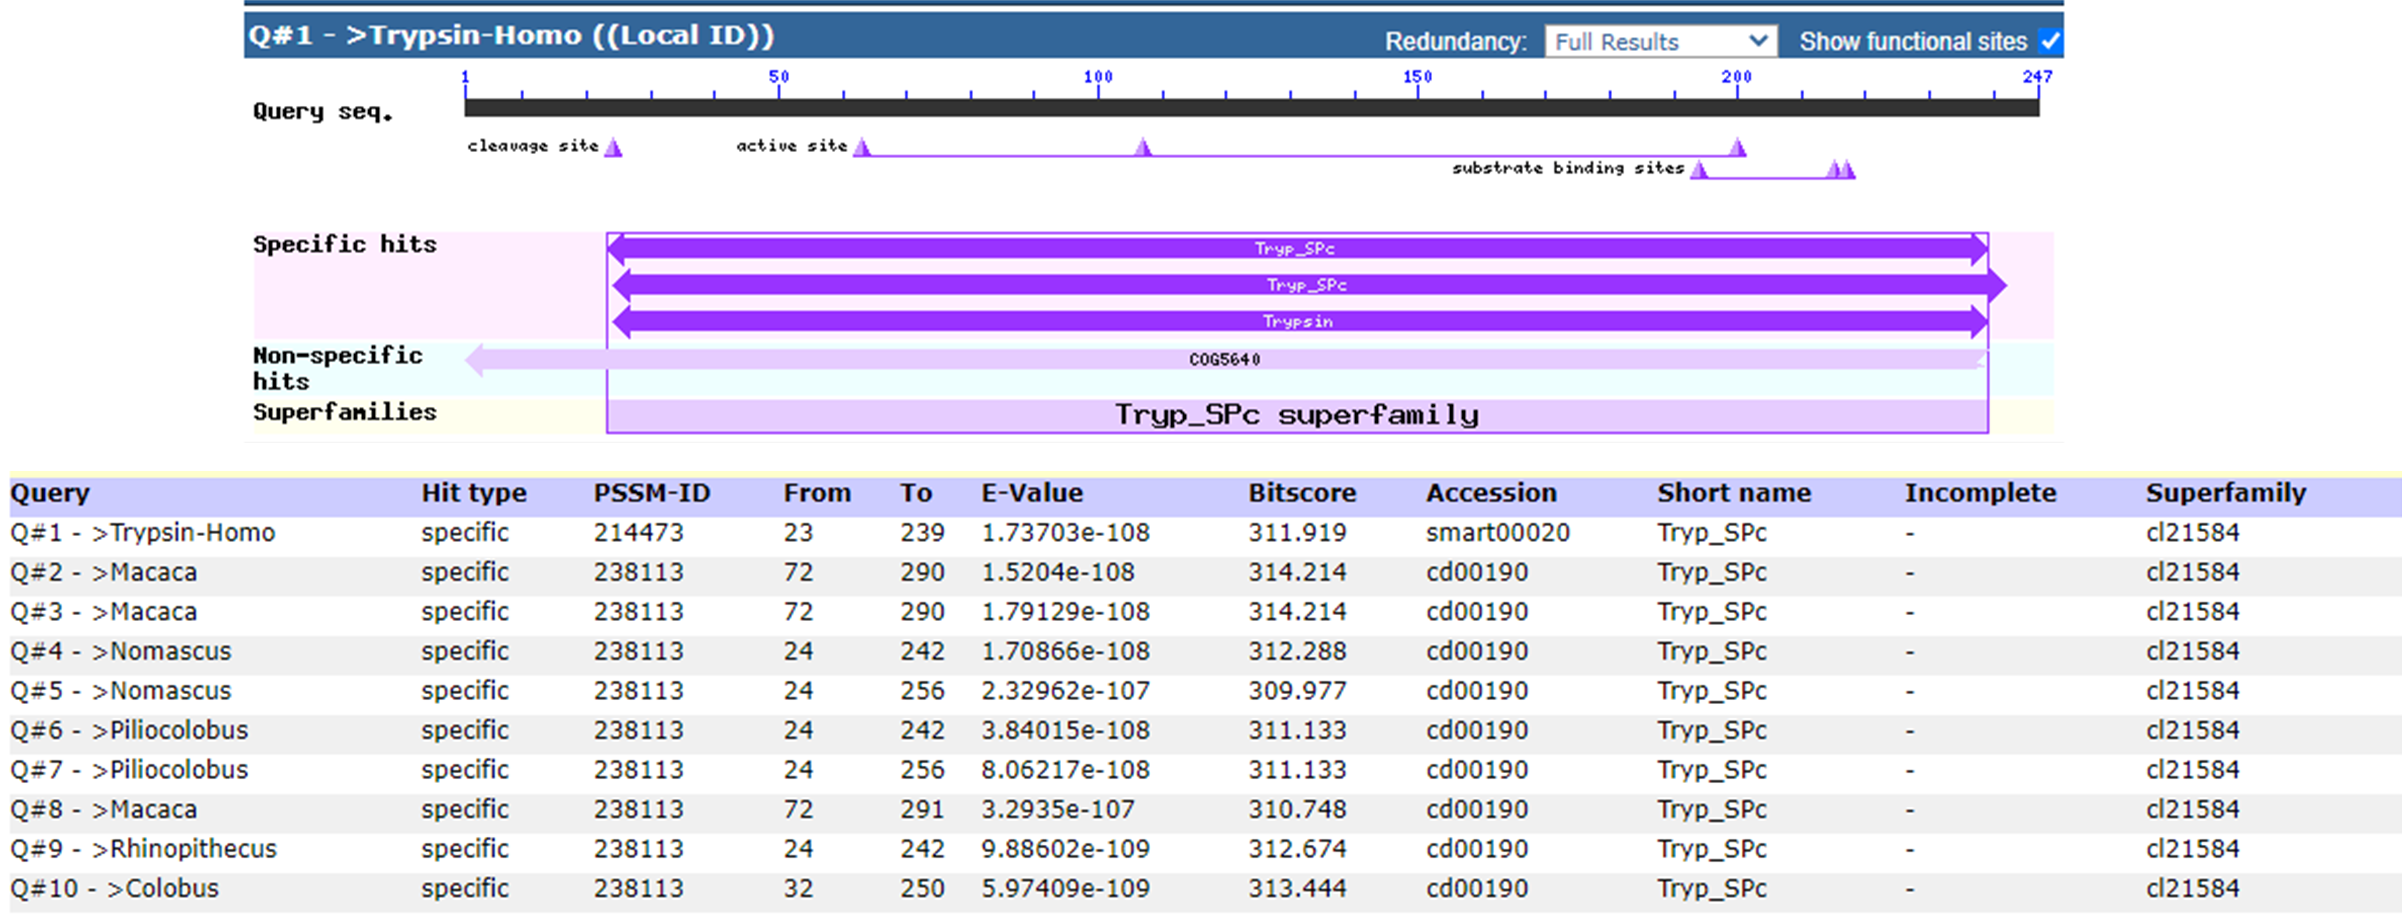 Q#1 - >Trypsin-Homo ((Local ID))
Redundancy: Full Results Show functional sites
1 50 100 150 200 247
Query seq.
cleavage site active site
substrate binding sites
Specific hits Tryp_SPc
Tryp_SPc
Trypsin
Non-specific hits COG5640
Superfamilies Tryp_SPc superfamily
Query Hit type PSSM-ID From To E-Value Bitscore Accession Short name Incomplete Superfamily
Q#1 - >Trypsin-Homo specific 214473 23 239 1.73703e-108 311.919 smart00020 Tryp_SPc - cl21584
Q#2 - >Macaca specific 238113 72 290 1.5204e-108 314.214 cd00190 Tryp_SPc - cl21584
Q#3 - >Macaca specific 238113 72 290 1.79129e-108 314.214 cd00190 Tryp_SPc - cl21584
Q#4 - >Nomascus specific 238113 24 242 1.70866e-108 312.288 cd00190 Tryp_SPc - cl21584
Q#5 - >Nomascus specific 238113 24 256 2.32962e-107 309.977 cd00190 Tryp_SPc - cl21584
Q#6 - >Piliocolobus specific 238113 24 242 3.84015e-108 311.133 cd00190 Tryp_SPc - cl21584
Q#7 - >Piliocolobus specific 238113 24 256 8.06217e-108 311.133 cd00190 Tryp_SPc - cl21584
Q#8 - >Macaca specific 238113 72 291 3.2935e-107 310.748 cd00190 Tryp_SPc - cl21584
Q#9 - >Rhinopithecus specific 238113 24 242 9.88602e-109 312.674 cd00190 Tryp_SPc - cl21584
Q#10 - >Colobus specific 238113 32 250 5.97409e-109 313.444 cd00190 Tryp_SPc - cl21584